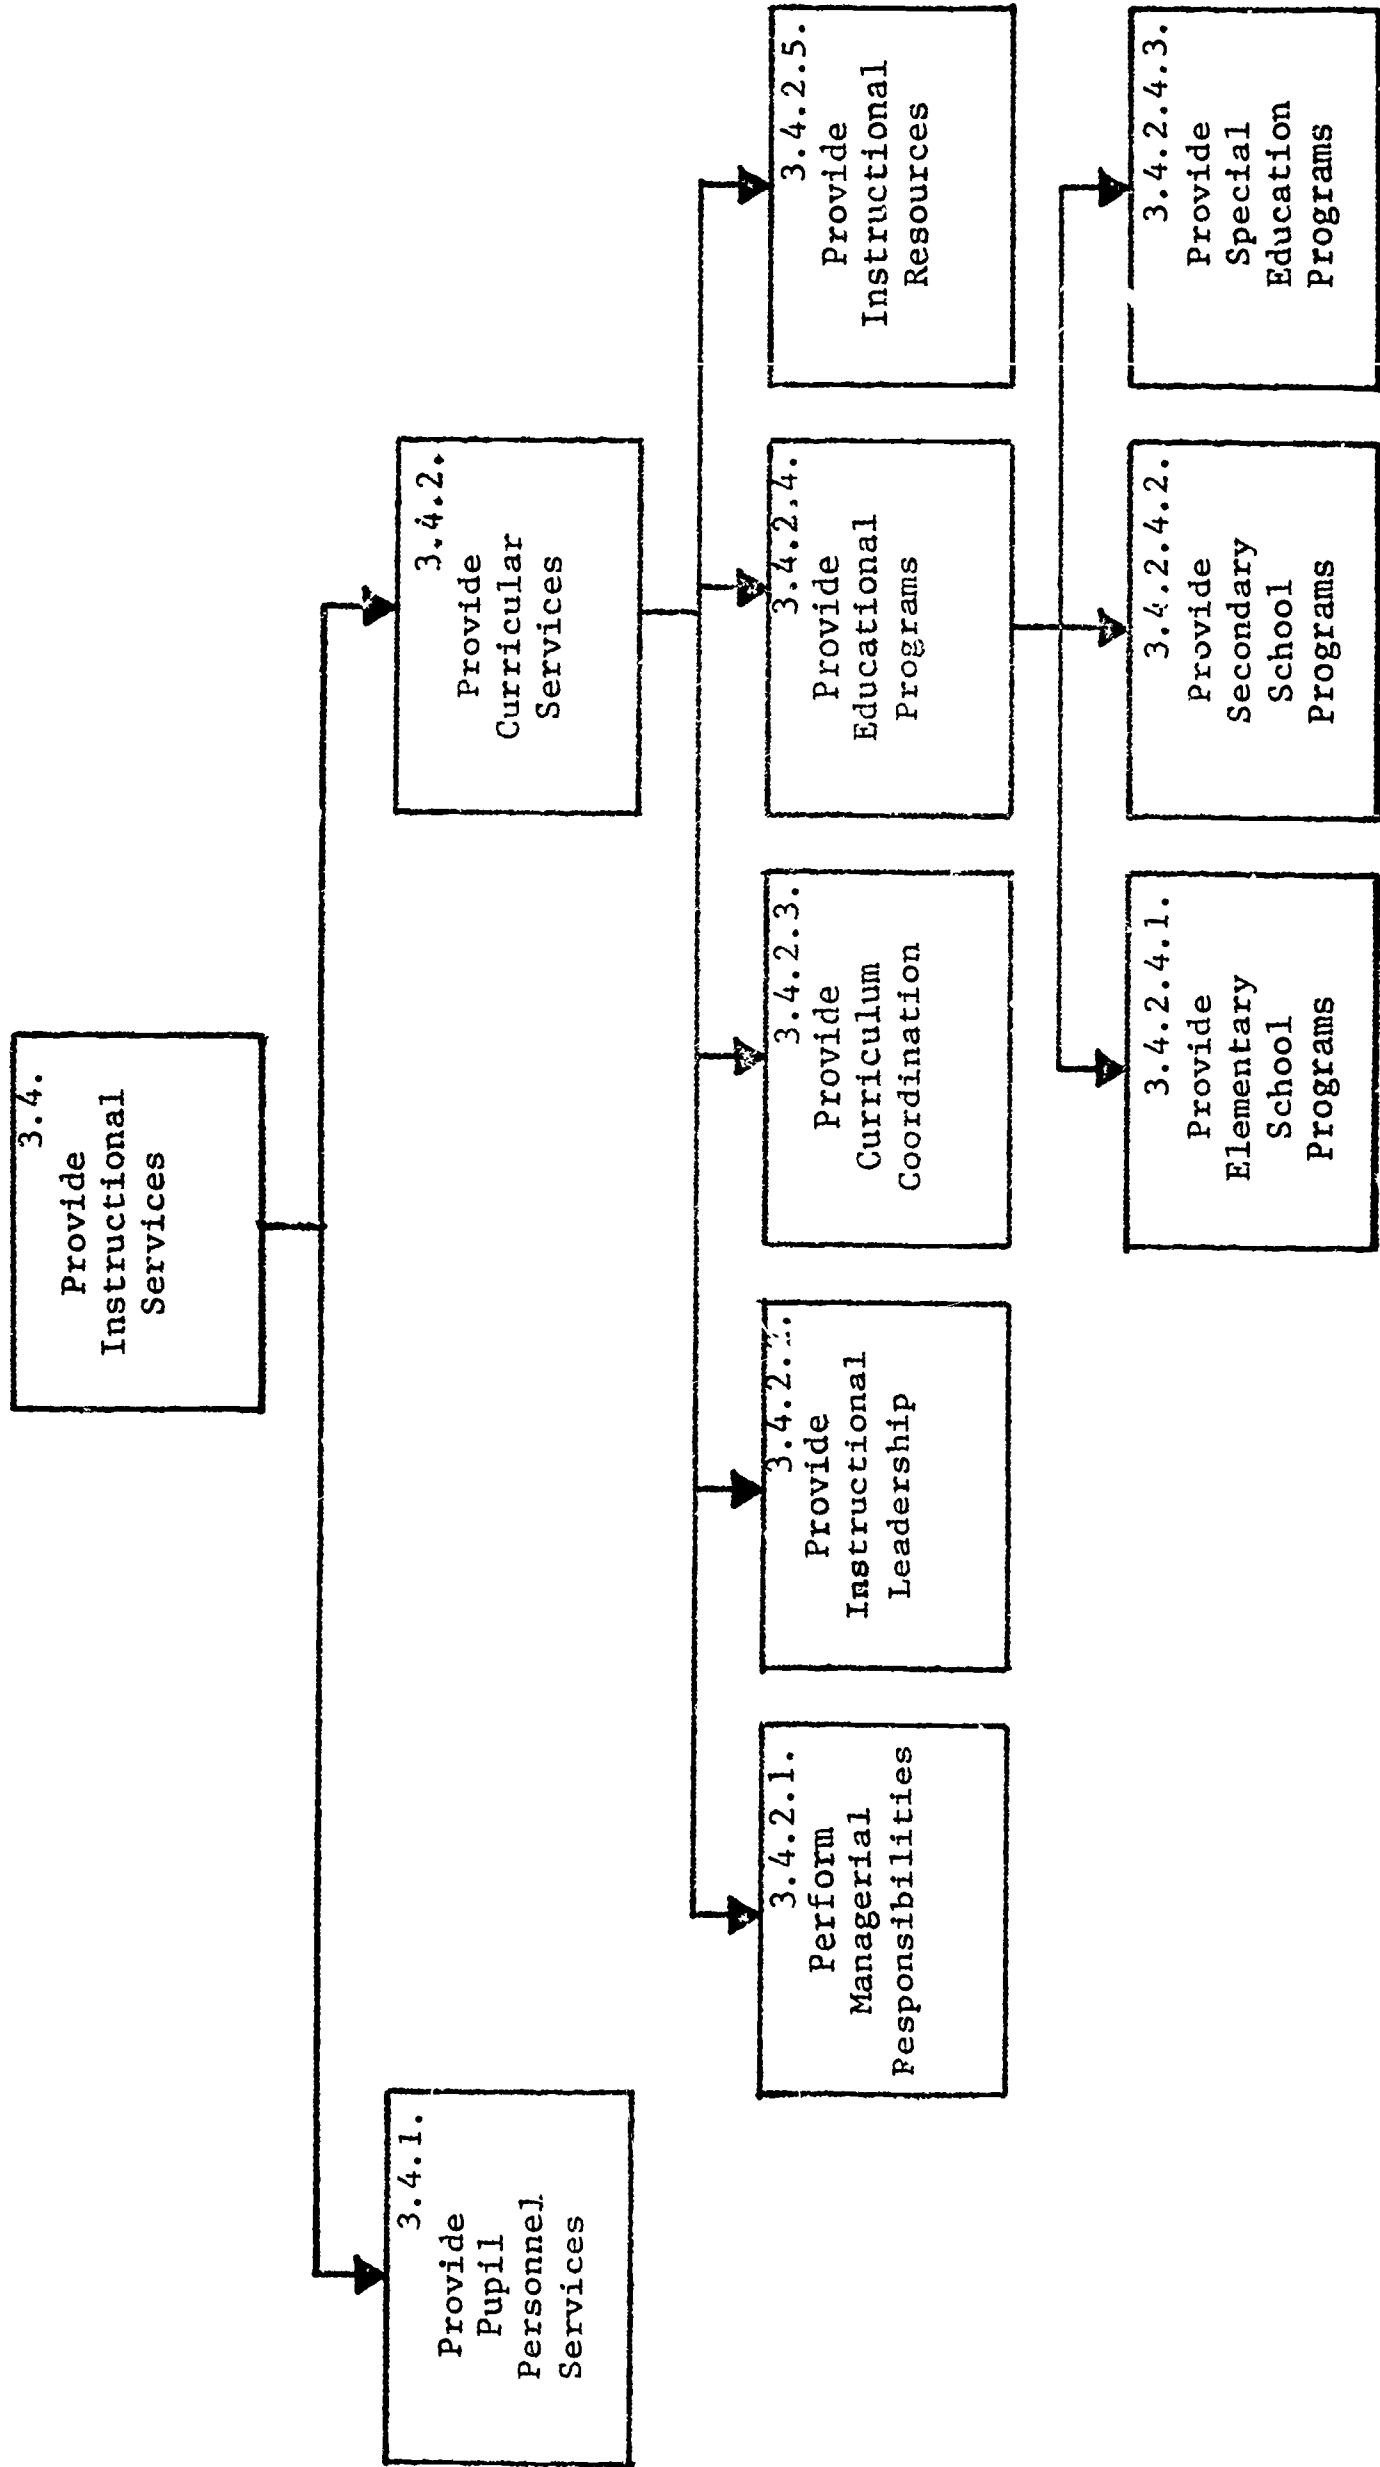 3.4.
Provide
Instructional
Services
3.4.1.
Provide
Pupil
Personnel
Services
3.4.2.
Provide
Curricular
Services
3.4.2.1.
Perform
Managerial
Responsibilities
Provide
Instructional
Leadership
3.4.2.3.
Provide
Curriculum
Coordination
3.4.2.4.
Provide
Educational
Programs
3.4.2.5.
Provide
Instructional
Resources
3.4.2.4.1.
Provide
Elementary
School
Programs
3.4.2.4.2.
Provide
Secondary
School
Programs
3.4.2.4.3.
Provide
Special
Education
Programs